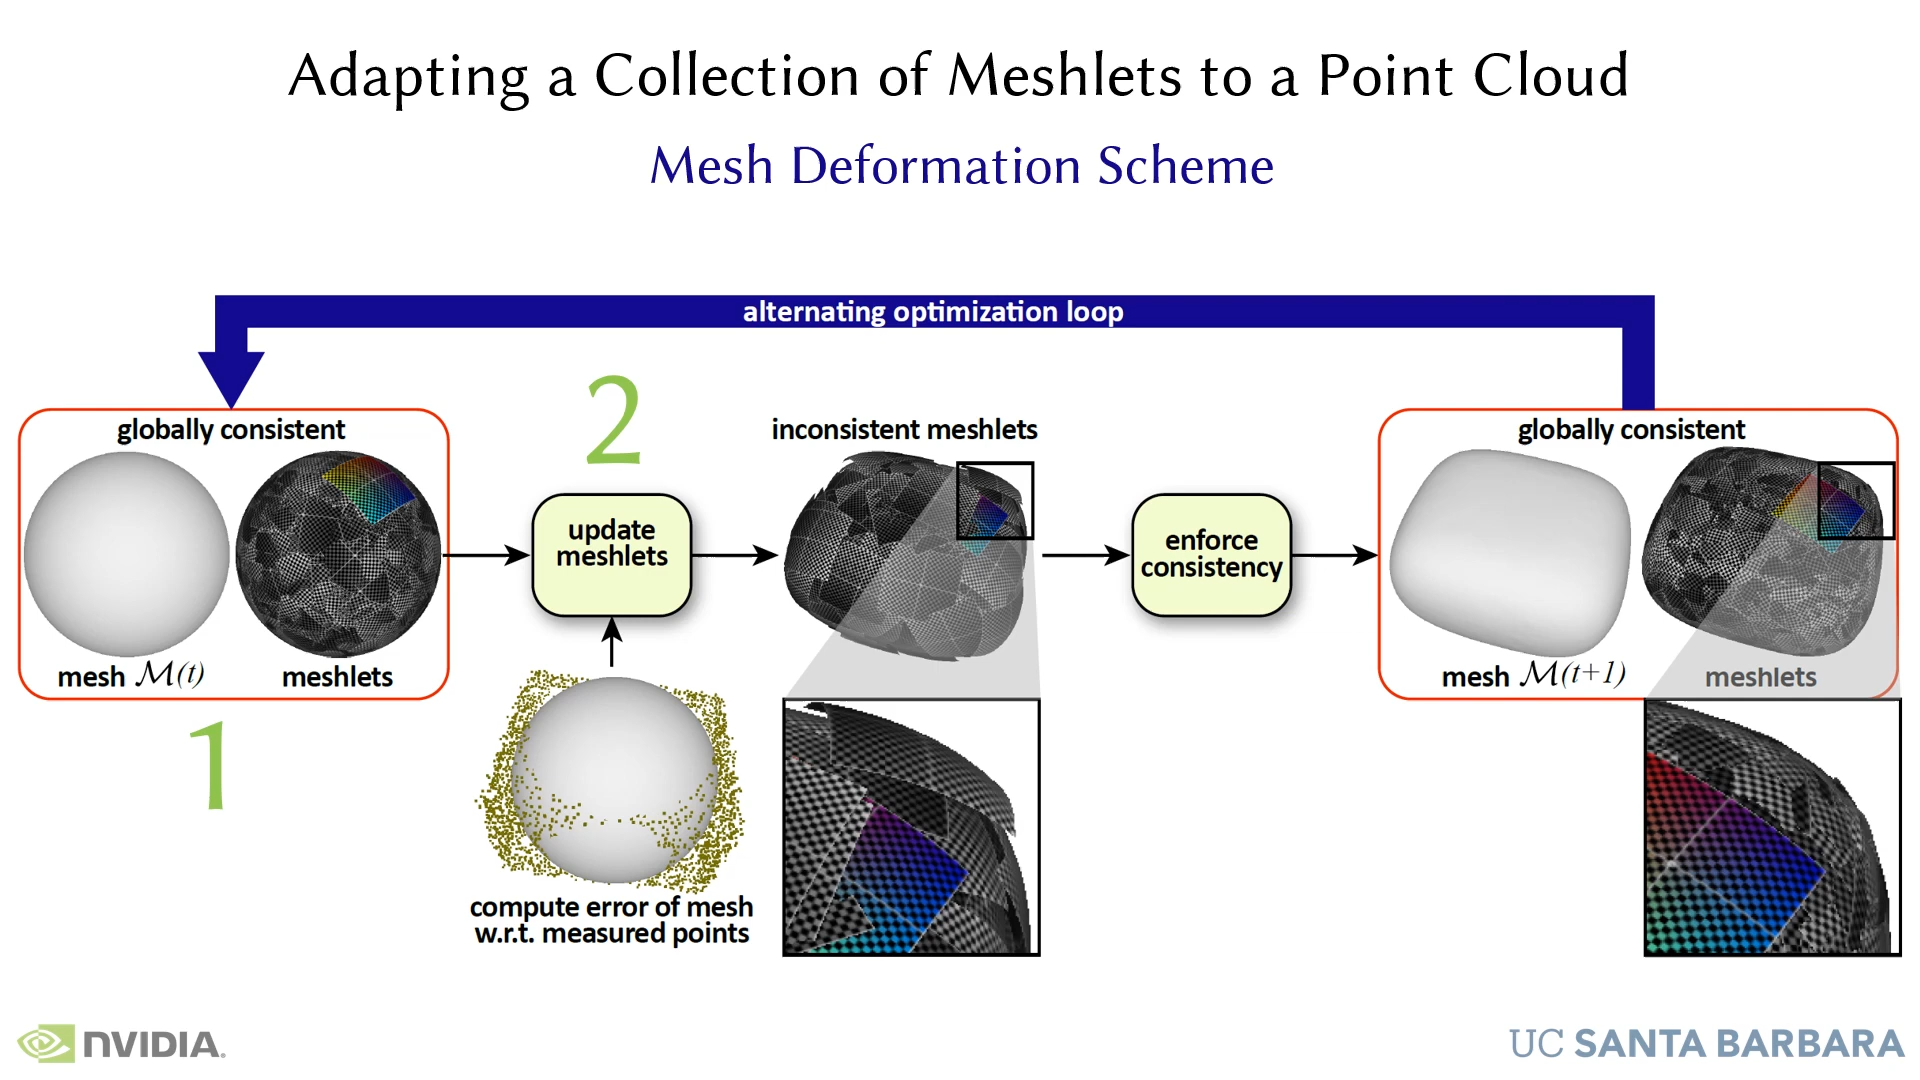 Adapting a Collection of Meshlets to a Point Cloud
Mesh Deformation Scheme
alternating optimization loop
globally consistent
mesh ℳ(t)
meshlets
1
2
update
meshlets
compute error of mesh
w.r.t. measured points
inconsistent meshlets
enforce
consistency
globally consistent
mesh ℳ(t+1)
meshlets
NVIDIA.
UC SANTA BARBARA